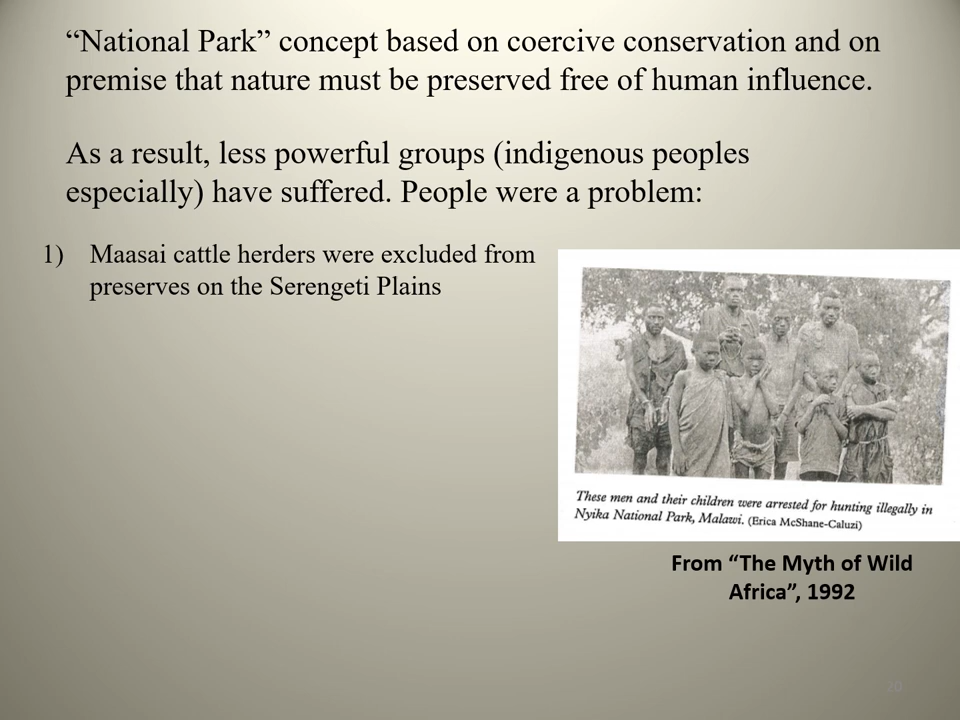 “National Park” concept based on coercive conservation and on
premise that nature must be preserved free of human influence.
As a result, less powerful groups (indigenous peoples
especially) have suffered. People were a problem:
1) Maasai cattle herders were excluded from
preserves on the Serengeti Plains
These men and their children were arrested for hunting illegally in
Nyika National Park, Malawi. (Erica McShane-Caluzi)
From “The Myth of Wild
Africa”, 1992
20